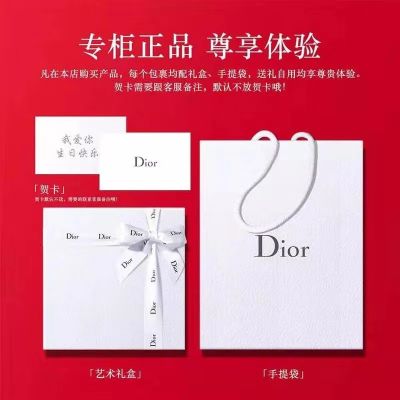 专柜正品 尊享体验
凡在本店购买产品，每个包裹均配礼盒、手提袋，送礼自用均享尊贵体验。
贺卡需要跟客服备注，默认不放贺卡哦！
我爱你
生日快乐
Dior
「贺卡」
贺卡默认不送，需要的联系客服备注哦！
Dior
Dior
Dior
Dior
Dior
Dior
Dior
「艺术礼盒」
「手提袋」